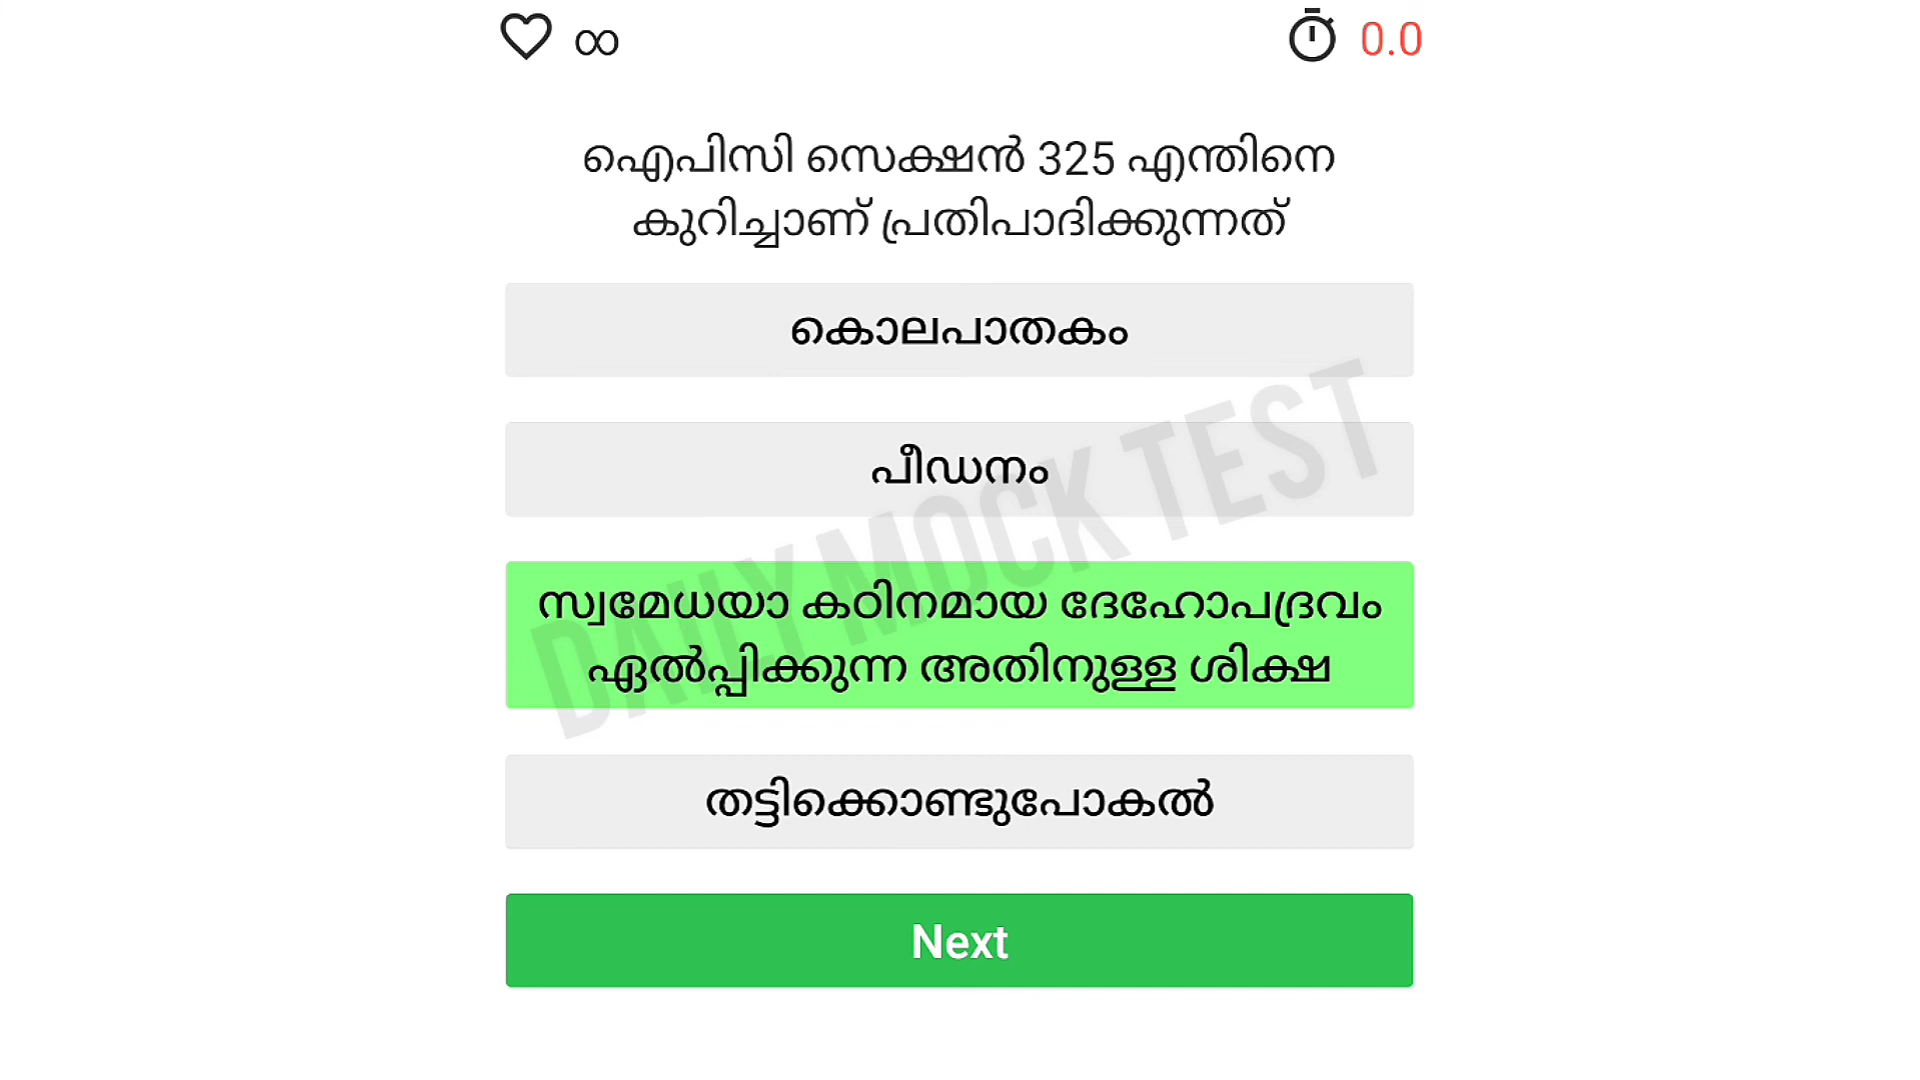 ∞
0.0
ഐപിസി സെക്ഷൻ 325 എന്തിനെ
കുറിച്ചാണ് പ്രതിപാദിക്കുന്നത്
കൊലപാതകം
പീഡനം
സ്വമേധയാ കഠിനമായ ദേഹോപദ്രവം
ഏൽപ്പിക്കുന്ന അതിനുള്ള ശിക്ഷ
തട്ടിക്കൊണ്ടുപോകൽ
Next
DAILY MOCK TEST